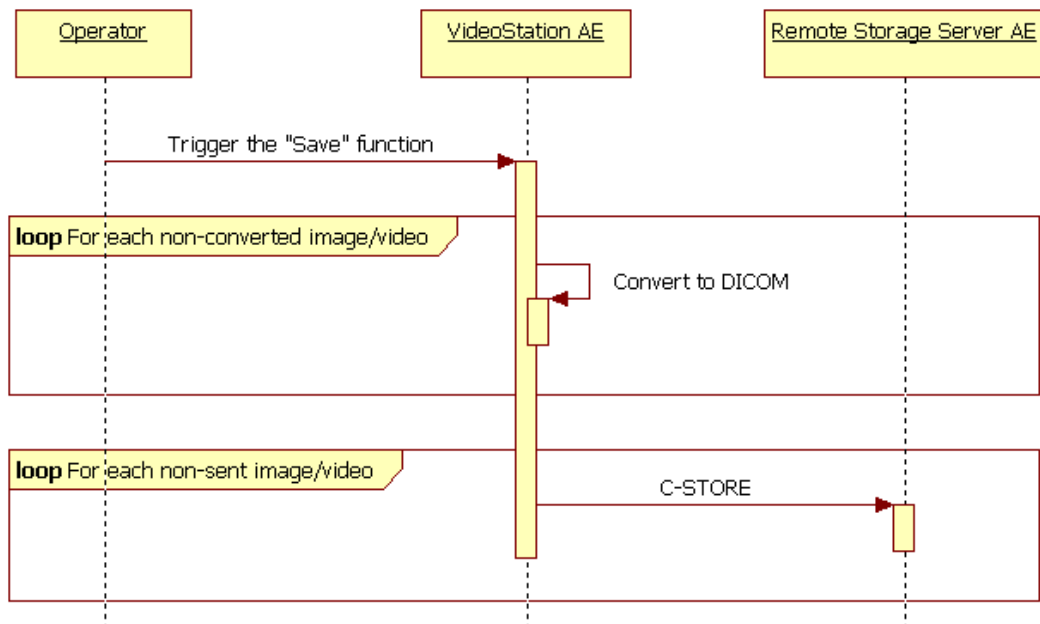 Operator
VideoStation AE
Remote Storage Server AE
Trigger the "Save" function
loop For each non-converted image/video
Convert to DICOM
loop For each non-sent image/video
C-STORE